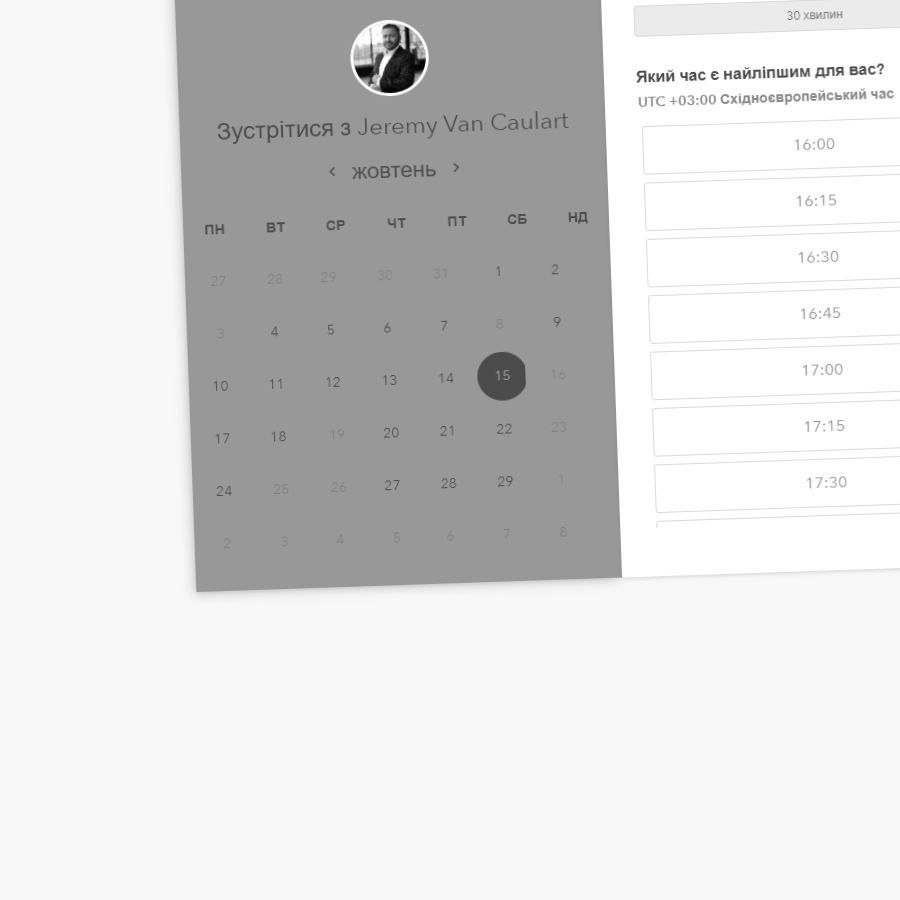 Зустрітися з Jeremy Van Caulart
жовтень
ПН ВТ СР ЧТ ПТ СБ НД
27 28 29 30 31 1 2
3 4 5 6 7 8 9
10 11 12 13 14 15 16
17 18 19 20 21 22 23
24 25 26 27 28 29 1
2 3 4 5 6 7 8
30 хвилин
Який час є найліпшим для вас?
UTC +03:00 Східноєвропейський час
16:00
16:15
16:30
16:45
17:00
17:15
17:30